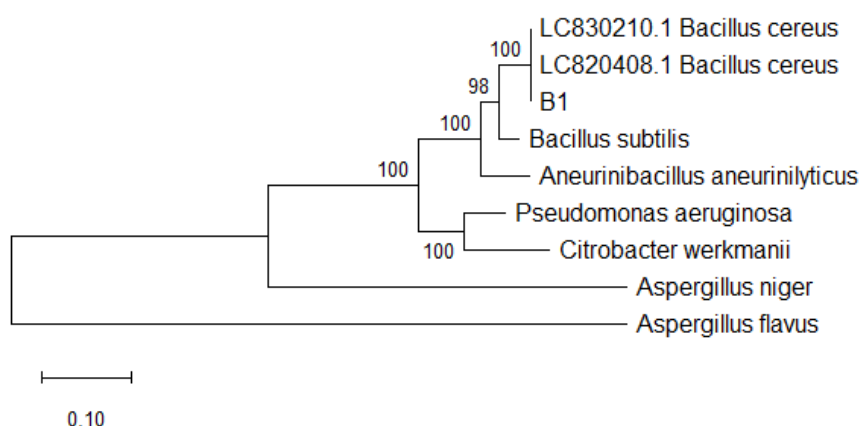 LC830210.1 Bacillus cereus
100
LC820408.1 Bacillus cereus
98
B1
100
Bacillus subtilis
100
Aneurinibacillus aneurinilyticus
Pseudomonas aeruginosa
100
Citrobacter werkmanii
Aspergillus niger
Aspergillus flavus
0.10